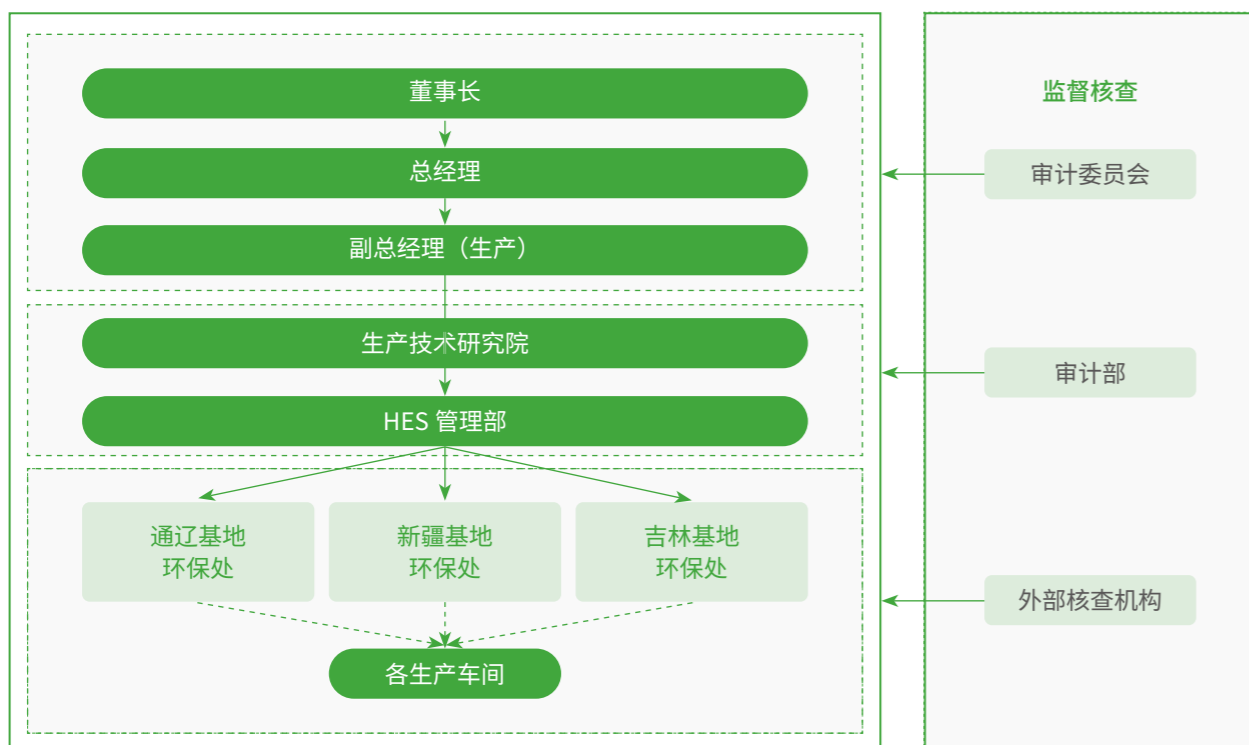 董事长
总经理
副总经理（生产）
生产技术研究院
HES 管理部
通辽基地
环保处
新疆基地
环保处
吉林基地
环保处
各生产车间
监督核查
审计委员会
审计部
外部核查机构